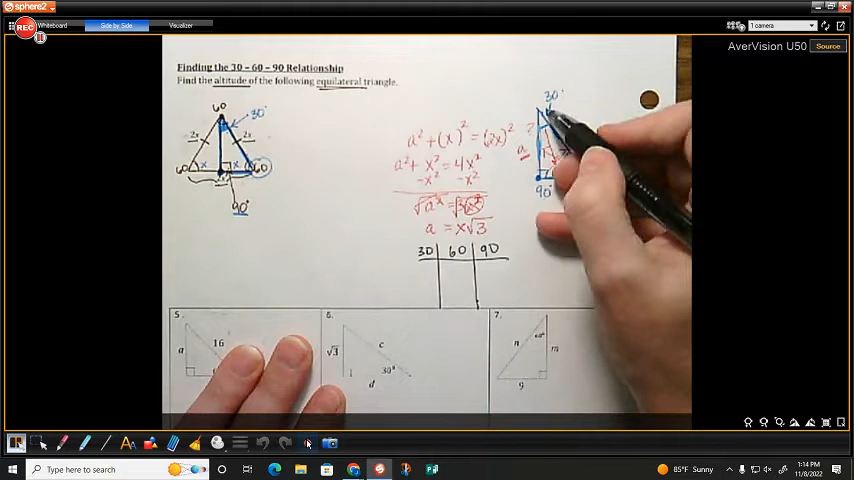 sphere2
REC
Whiteboard
Side by Side
Visualizer
1 camera
AverVision U50
Source
Finding the 30 – 60 – 90 Relationship
Find the altitude of the following equilateral triangle.
60
30°
2x
2x
60
x
x
60
90°
30°
a
90°
a² + (x)² = (2x)²
a² + x² = 4x²
-x² -x²
a = x√3
30 60 90
5.
a
16
6.
√3
c
30°
d
7.
n
60°
m
9
Type here to search
85°F Sunny
1:14 PM
11/8/2022